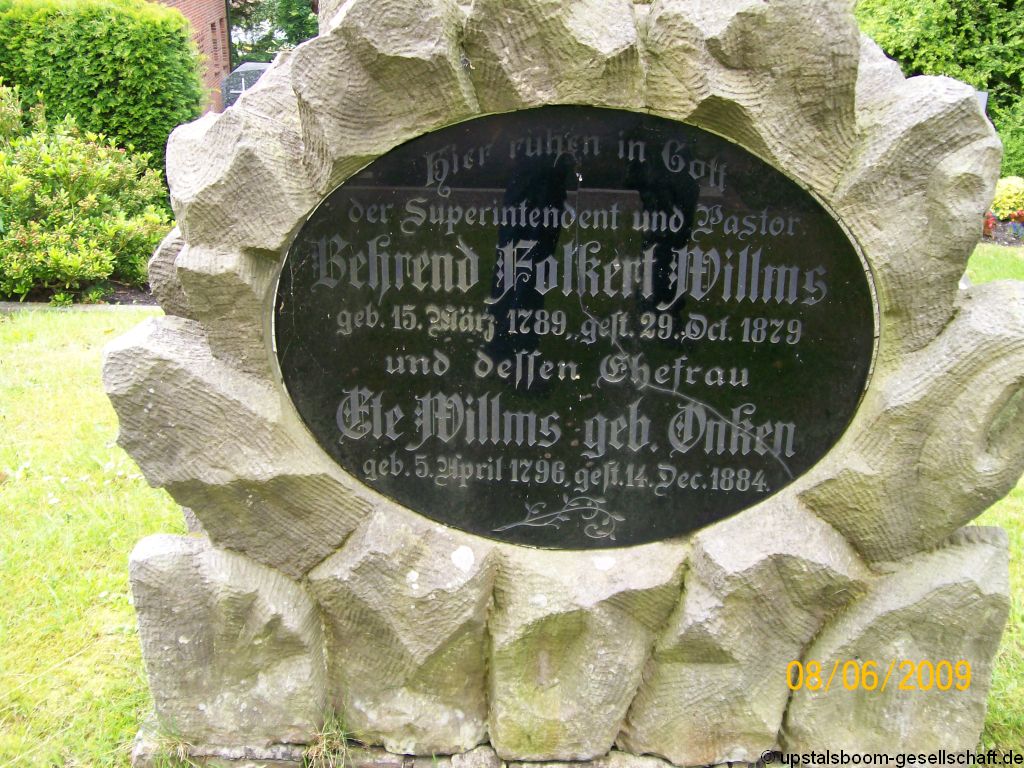 Hier ruhen in Gott
der Superintendent und Pastor
Behrend Folkert Willms
geb. 15. März 1789, gest. 29. Oct. 1879
und dessen Ehefrau
Ete Willms geb. Onken
geb. 5. April 1796, gest. 14. Dec. 1884.
08/06/2009
© upstalsboom-gesellschaft.de